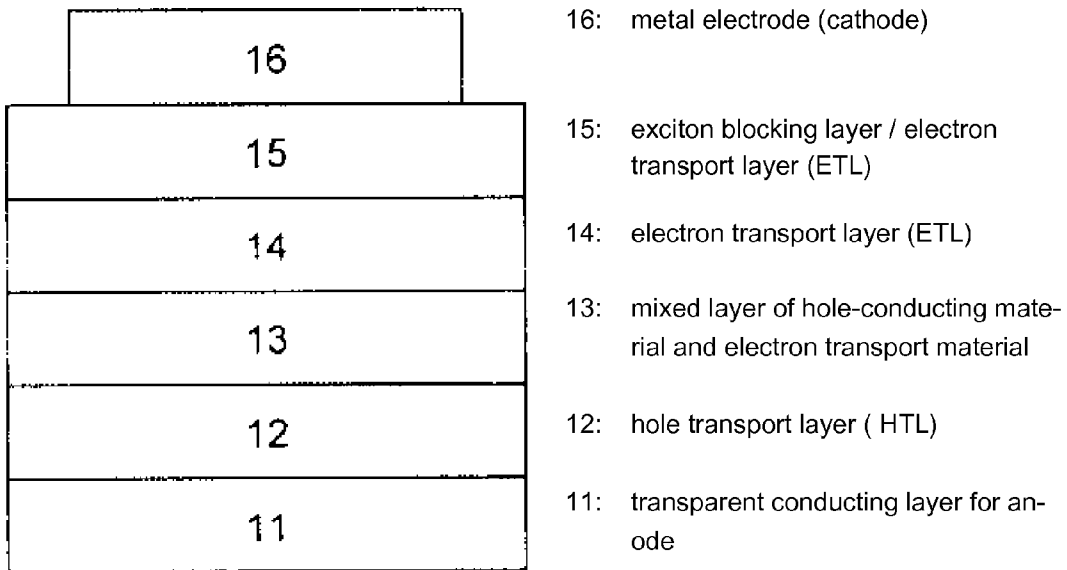 16
15
14
13
12
11
16: metal electrode (cathode)
15: exciton blocking layer / electron
transport layer (ETL)
14: electron transport layer (ETL)
13: mixed layer of hole-conducting mate-
rial and electron transport material
12: hole transport layer ( HTL)
11: transparent conducting layer for an-
ode